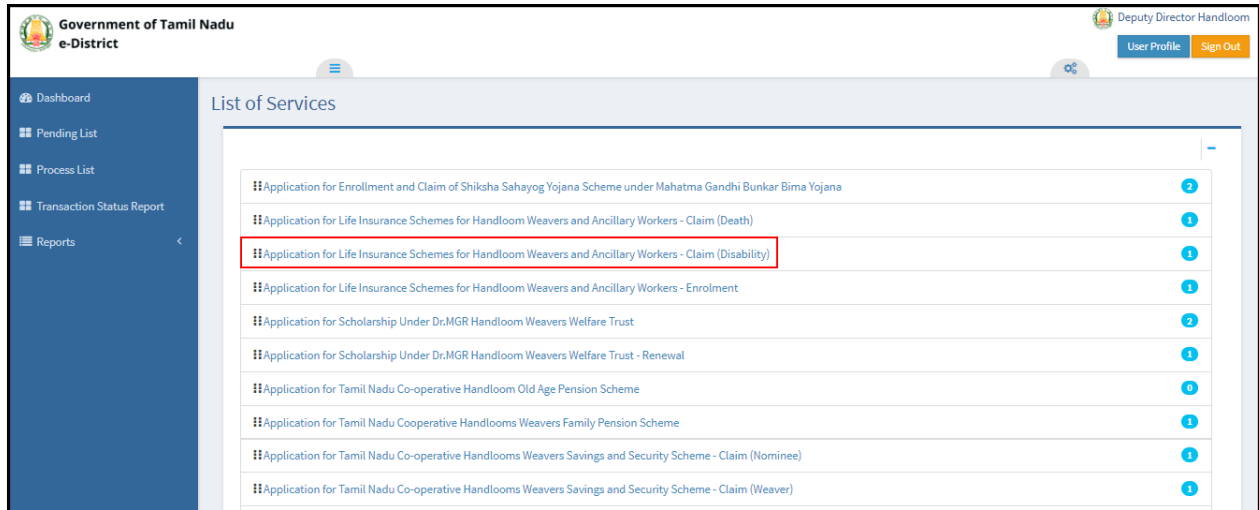 Government of Tamil Nadu
e-District
Deputy Director Handloom
User Profile
Sign Out
Dashboard
Pending List
Process List
Transaction Status Report
Reports
List of Services
Application for Enrollment and Claim of Shiksha Sahayog Yojana Scheme under Mahatma Gandhi Bunkar Bima Yojana 2
Application for Life Insurance Schemes for Handloom Weavers and Ancillary Workers - Claim (Death) 1
Application for Life Insurance Schemes for Handloom Weavers and Ancillary Workers - Claim (Disability) 1
Application for Life Insurance Schemes for Handloom Weavers and Ancillary Workers - Enrolment 1
Application for Scholarship Under Dr.MGR Handloom Weavers Welfare Trust 2
Application for Scholarship Under Dr.MGR Handloom Weavers Welfare Trust - Renewal 1
Application for Tamil Nadu Co-operative Handloom Old Age Pension Scheme 0
Application for Tamil Nadu Cooperative Handlooms Weavers Family Pension Scheme 1
Application for Tamil Nadu Co-operative Handlooms Weavers Savings and Security Scheme - Claim (Nominee) 1
Application for Tamil Nadu Co-operative Handlooms Weavers Savings and Security Scheme - Claim (Weaver) 1